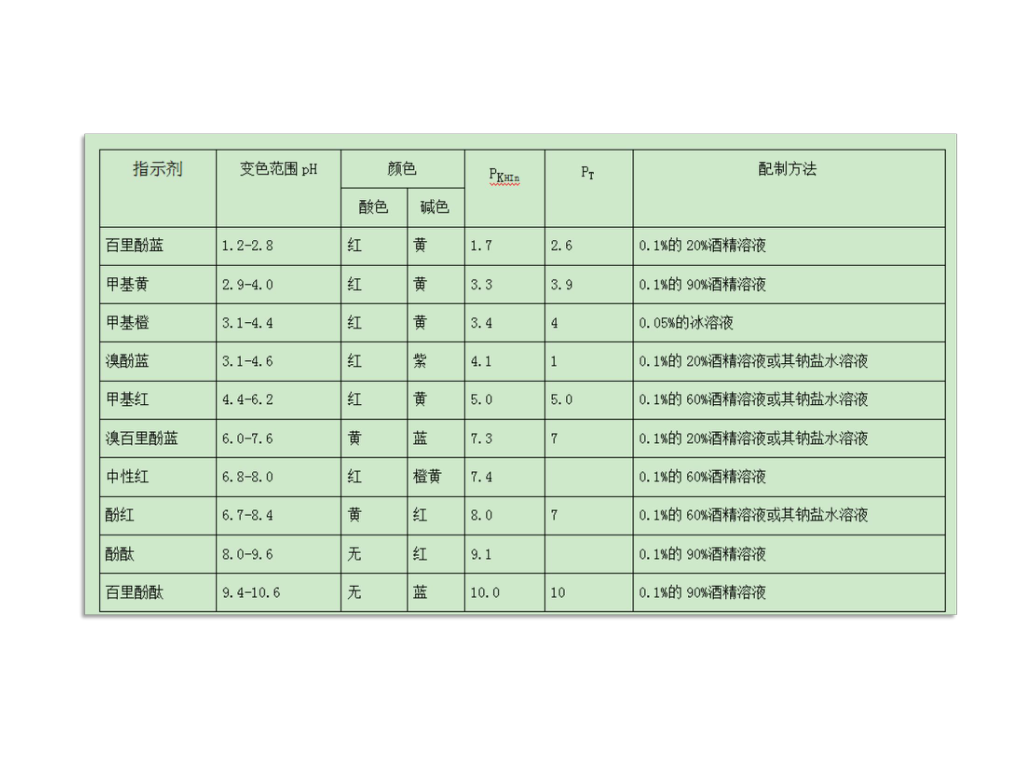 指示剂 变色范围 pH 颜色 PKHIn PT 配制方法
酸色 碱色
百里酚蓝 1.2-2.8 红 黄 1.7 2.6 0.1%的 20%酒精溶液
甲基黄 2.9-4.0 红 黄 3.3 3.9 0.1%的 90%酒精溶液
甲基橙 3.1-4.4 红 黄 3.4 4 0.05%的冰溶液
溴酚蓝 3.1-4.6 红 紫 4.1 1 0.1%的 20%酒精溶液或其钠盐水溶液
甲基红 4.4-6.2 红 黄 5.0 5.0 0.1%的 60%酒精溶液或其钠盐水溶液
溴百里酚蓝 6.0-7.6 黄 蓝 7.3 7 0.1%的 20%酒精溶液或其钠盐水溶液
中性红 6.8-8.0 红 橙黄 7.4 0.1%的 60%酒精溶液
酚红 6.7-8.4 黄 红 8.0 7 0.1%的 60%酒精溶液或其钠盐水溶液
酚酞 8.0-9.6 无 红 9.1 0.1%的 90%酒精溶液
百里酚酞 9.4-10.6 无 蓝 10.0 10 0.1%的 90%酒精溶液